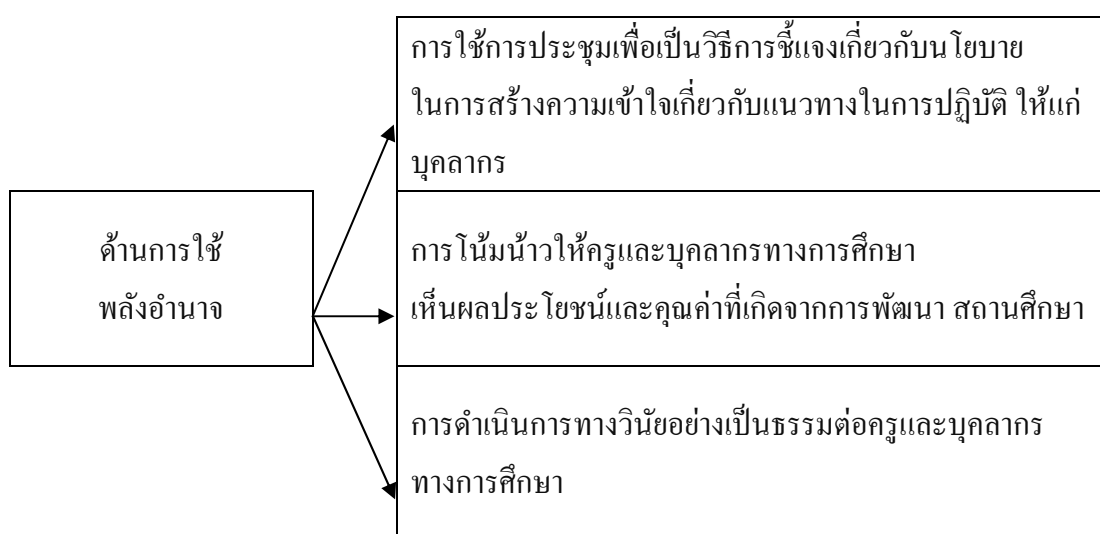 การใช้การประชุมเพื่อเป็นวิธีการชี้แจงเกี่ยวกับนโยบาย
ในการสร้างความเข้าใจเกี่ยวกับแนวทางในการปฏิบัติ ให้แก่
บุคลากร
ด้านการใช้
พลังอำนาจ
การโน้มน้าวให้ครูและบุคลากรทางการศึกษา
เห็นผลประโยชน์และคุณค่าที่เกิดจากการพัฒนา สถานศึกษา
การดำเนินการทางวินัยอย่างเป็นธรรมต่อครูและบุคลากร
ทางการศึกษา